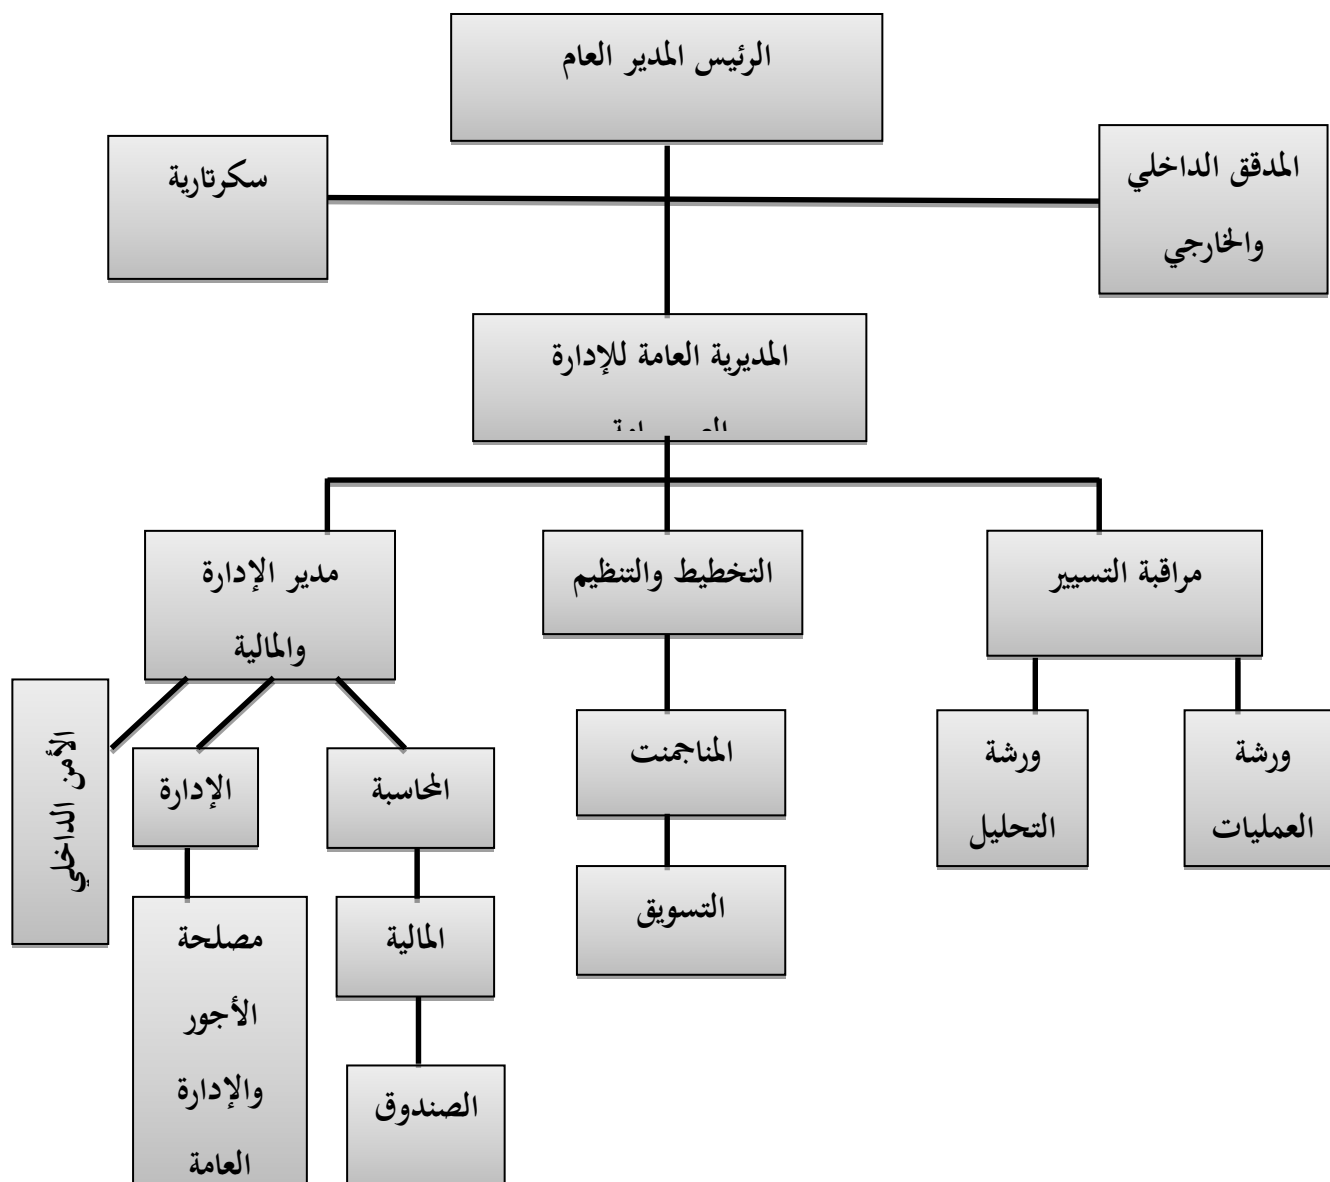 الرئيس المدير العام
المدقق الداخلي
والخارجي
سكرتارية
المديرية العامة للإدارة
مراقبة التسيير
التخطيط والتنظيم
مدير الإدارة
والمالية
ورشة
العمليات
ورشة
التحليل
المناجمنت
التسويق
المحاسبة
المالية
الصندوق
الإدارة
مصلحة
الأجور
والإدارة
العامة
الأمن الداخلي